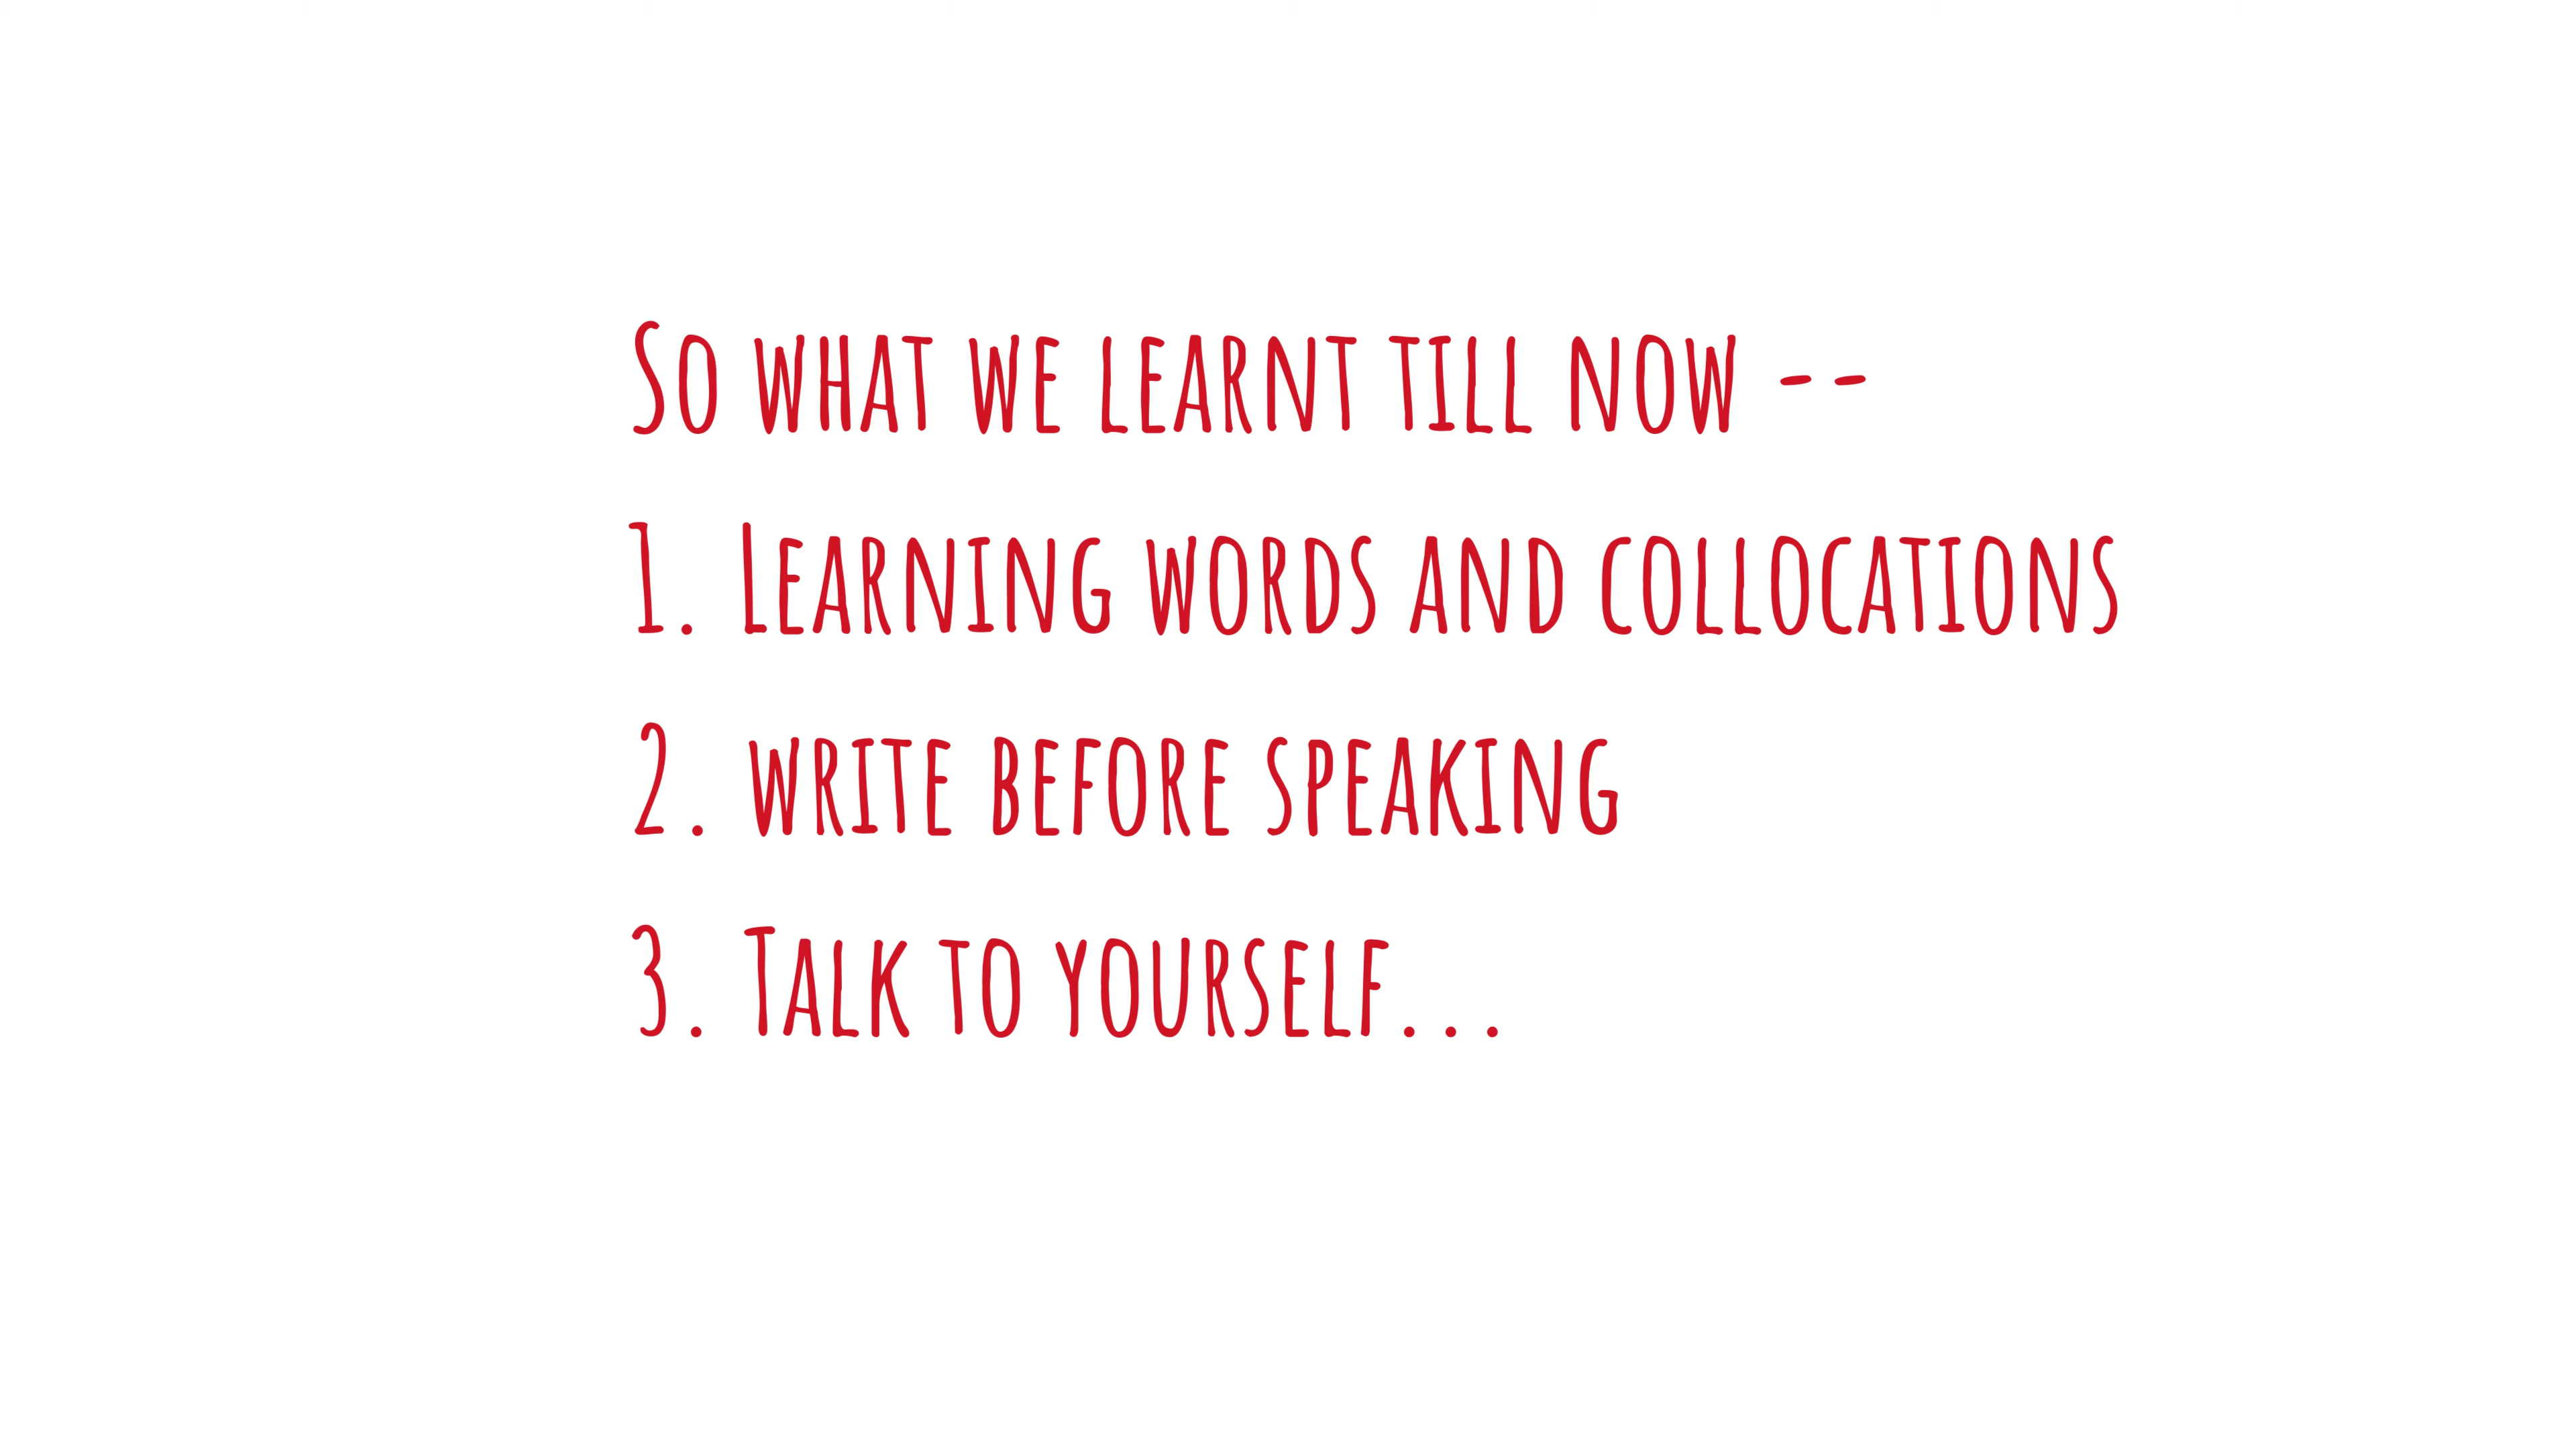 So what we learnt till now --
1. Learning words and collocations
2. write before speaking
3. Talk to yourself...